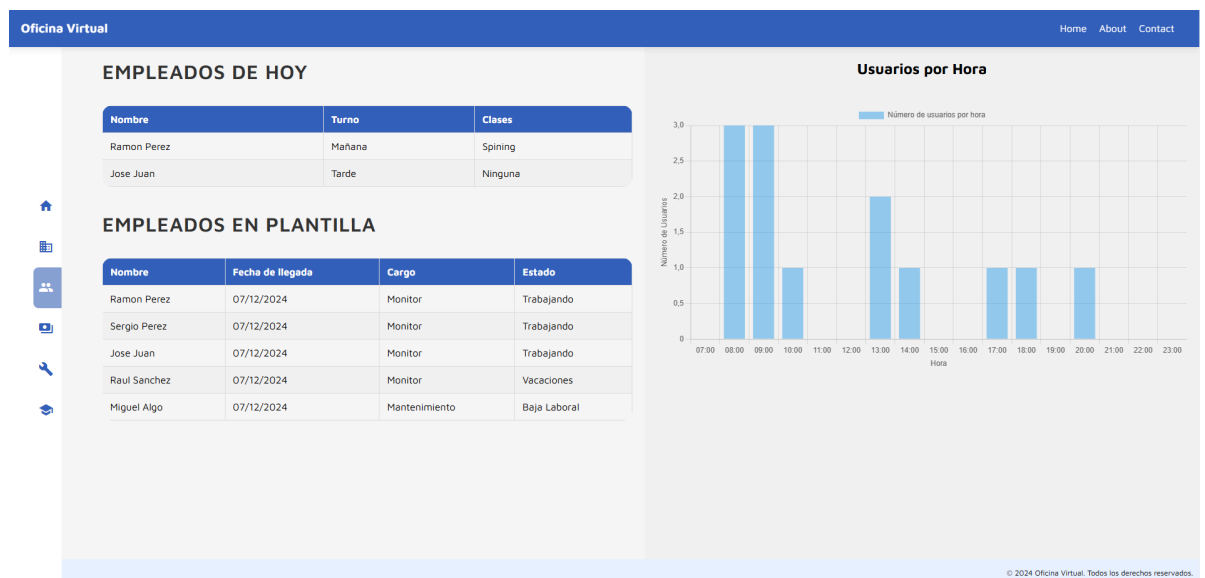 Oficina Virtual
Home About Contact
EMPLEADOS DE HOY
Nombre Turno Clases
Ramon Perez Mañana Spining
Jose Juan Tarde Ninguna
EMPLEADOS EN PLANTILLA
Nombre Fecha de llegada Cargo Estado
Ramon Perez 07/12/2024 Monitor Trabajando
Sergio Perez 07/12/2024 Monitor Trabajando
Jose Juan 07/12/2024 Monitor Trabajando
Raul Sanchez 07/12/2024 Monitor Vacaciones
Miguel Algo 07/12/2024 Mantenimiento Baja Laboral
Usuarios por Hora
Número de usuarios por hora
Número de Usuarios
3,0
2,5
2,0
1,5
1,0
0,5
0
07:00 08:00 09:00 10:00 11:00 12:00 13:00 14:00 15:00 16:00 17:00 18:00 19:00 20:00 21:00 22:00 23:00
Hora
© 2024 Oficina Virtual. Todos los derechos reservados.